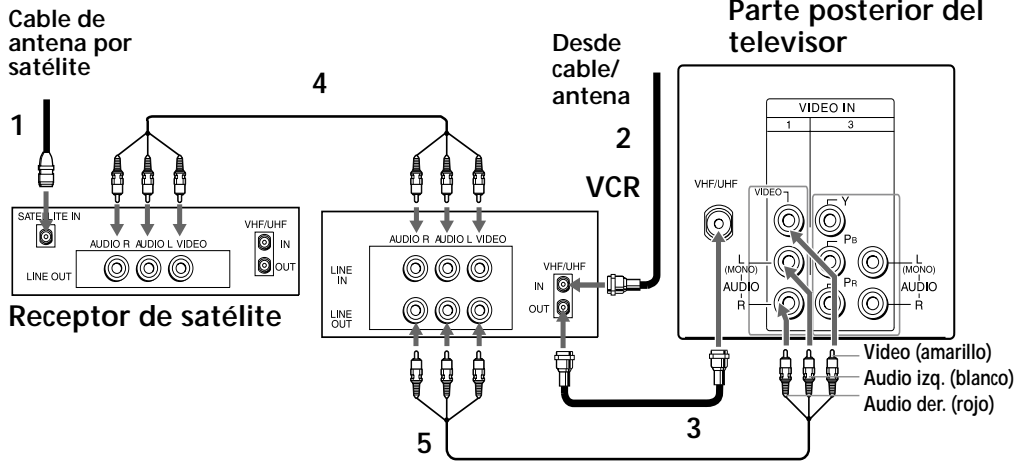 Cable de
antena por
satélite
1
4
Desde
cable/
antena
2
VCR
Parte posterior del
televisor
SATELLITE IN
AUDIO R AUDIO L VIDEO
LINE OUT
VHF/UHF
IN
OUT
Receptor de satélite
AUDIO R AUDIO L VIDEO
LINE
IN
LINE
OUT
VHF/UHF
IN
OUT
VIDEO IN
1 3
VHF/UHF
VIDEO
Y
PB
PR
L
(MONO)
AUDIO
R
L
(MONO)
AUDIO
R
Video (amarillo)
Audio izq. (blanco)
Audio der. (rojo)
3
5